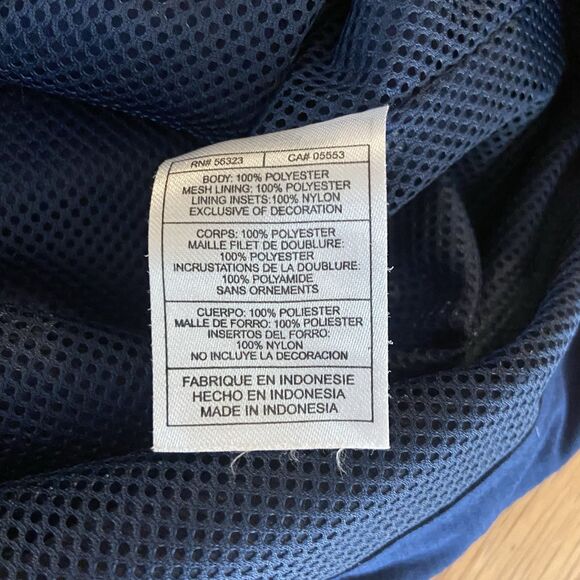 RN# 56323 CA# 05553
BODY: 100% POLYESTER
MESH LINING: 100% POLYESTER
LINING INSETS:100% NYLON
EXCLUSIVE OF DECORATION
CORPS: 100% POLYESTER
MAILLE FILET DE DOUBLURE:
100% POLYESTER
INCRUSTATIONS DE LA DOUBLURE:
100% POLYAMIDE
SANS ORNEMENTS
CUERPO: 100% POLIESTER
MALLE DE FORRO: 100% POLIESTER
INSERTOS DEL FORRO:
100% NYLON
NO INCLUYE LA DECORACION
FABRIQUE EN INDONESIE
HECHO EN INDONESIA
MADE IN INDONESIA